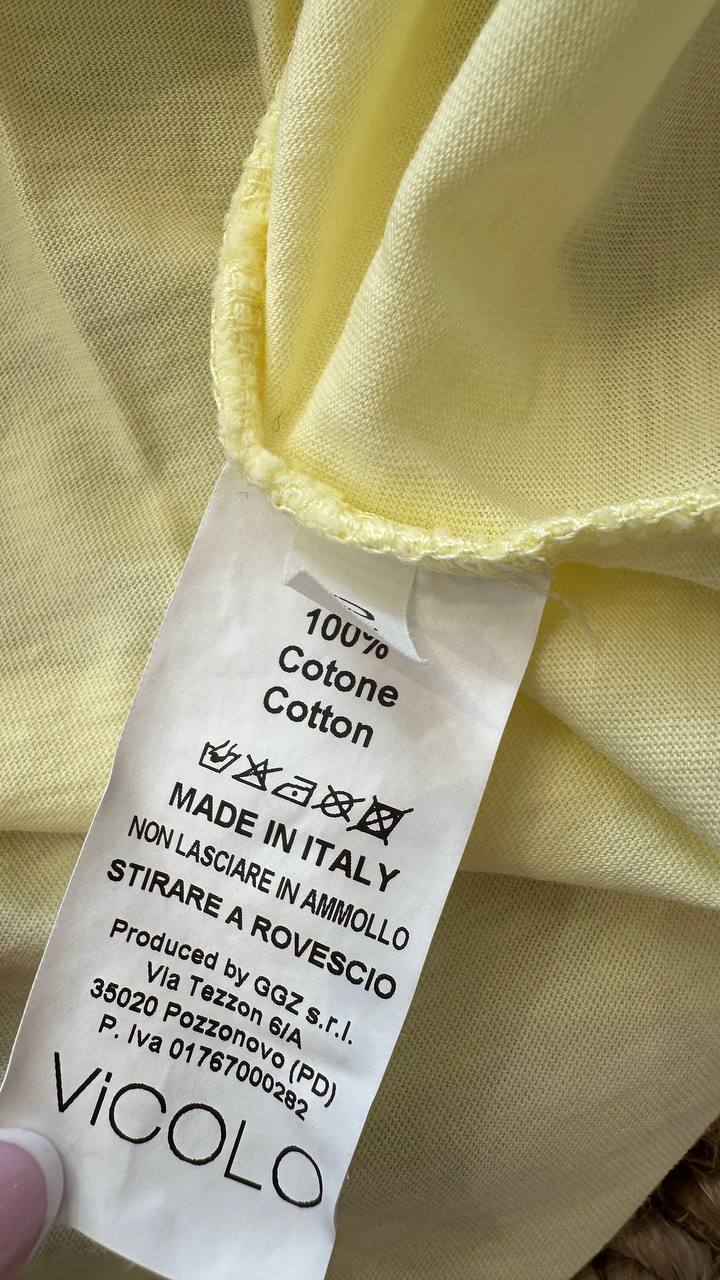 100%
Cotone
Cotton
MADE IN ITALY
NON LASCIARE IN AMMOLLO
STIRARE A ROVESCIO
Produced by GGZ s.r.l.
Via Tezzon 6/A
35020 Pozzonovo (PD)
P. Iva 01767000282
ViCOLO